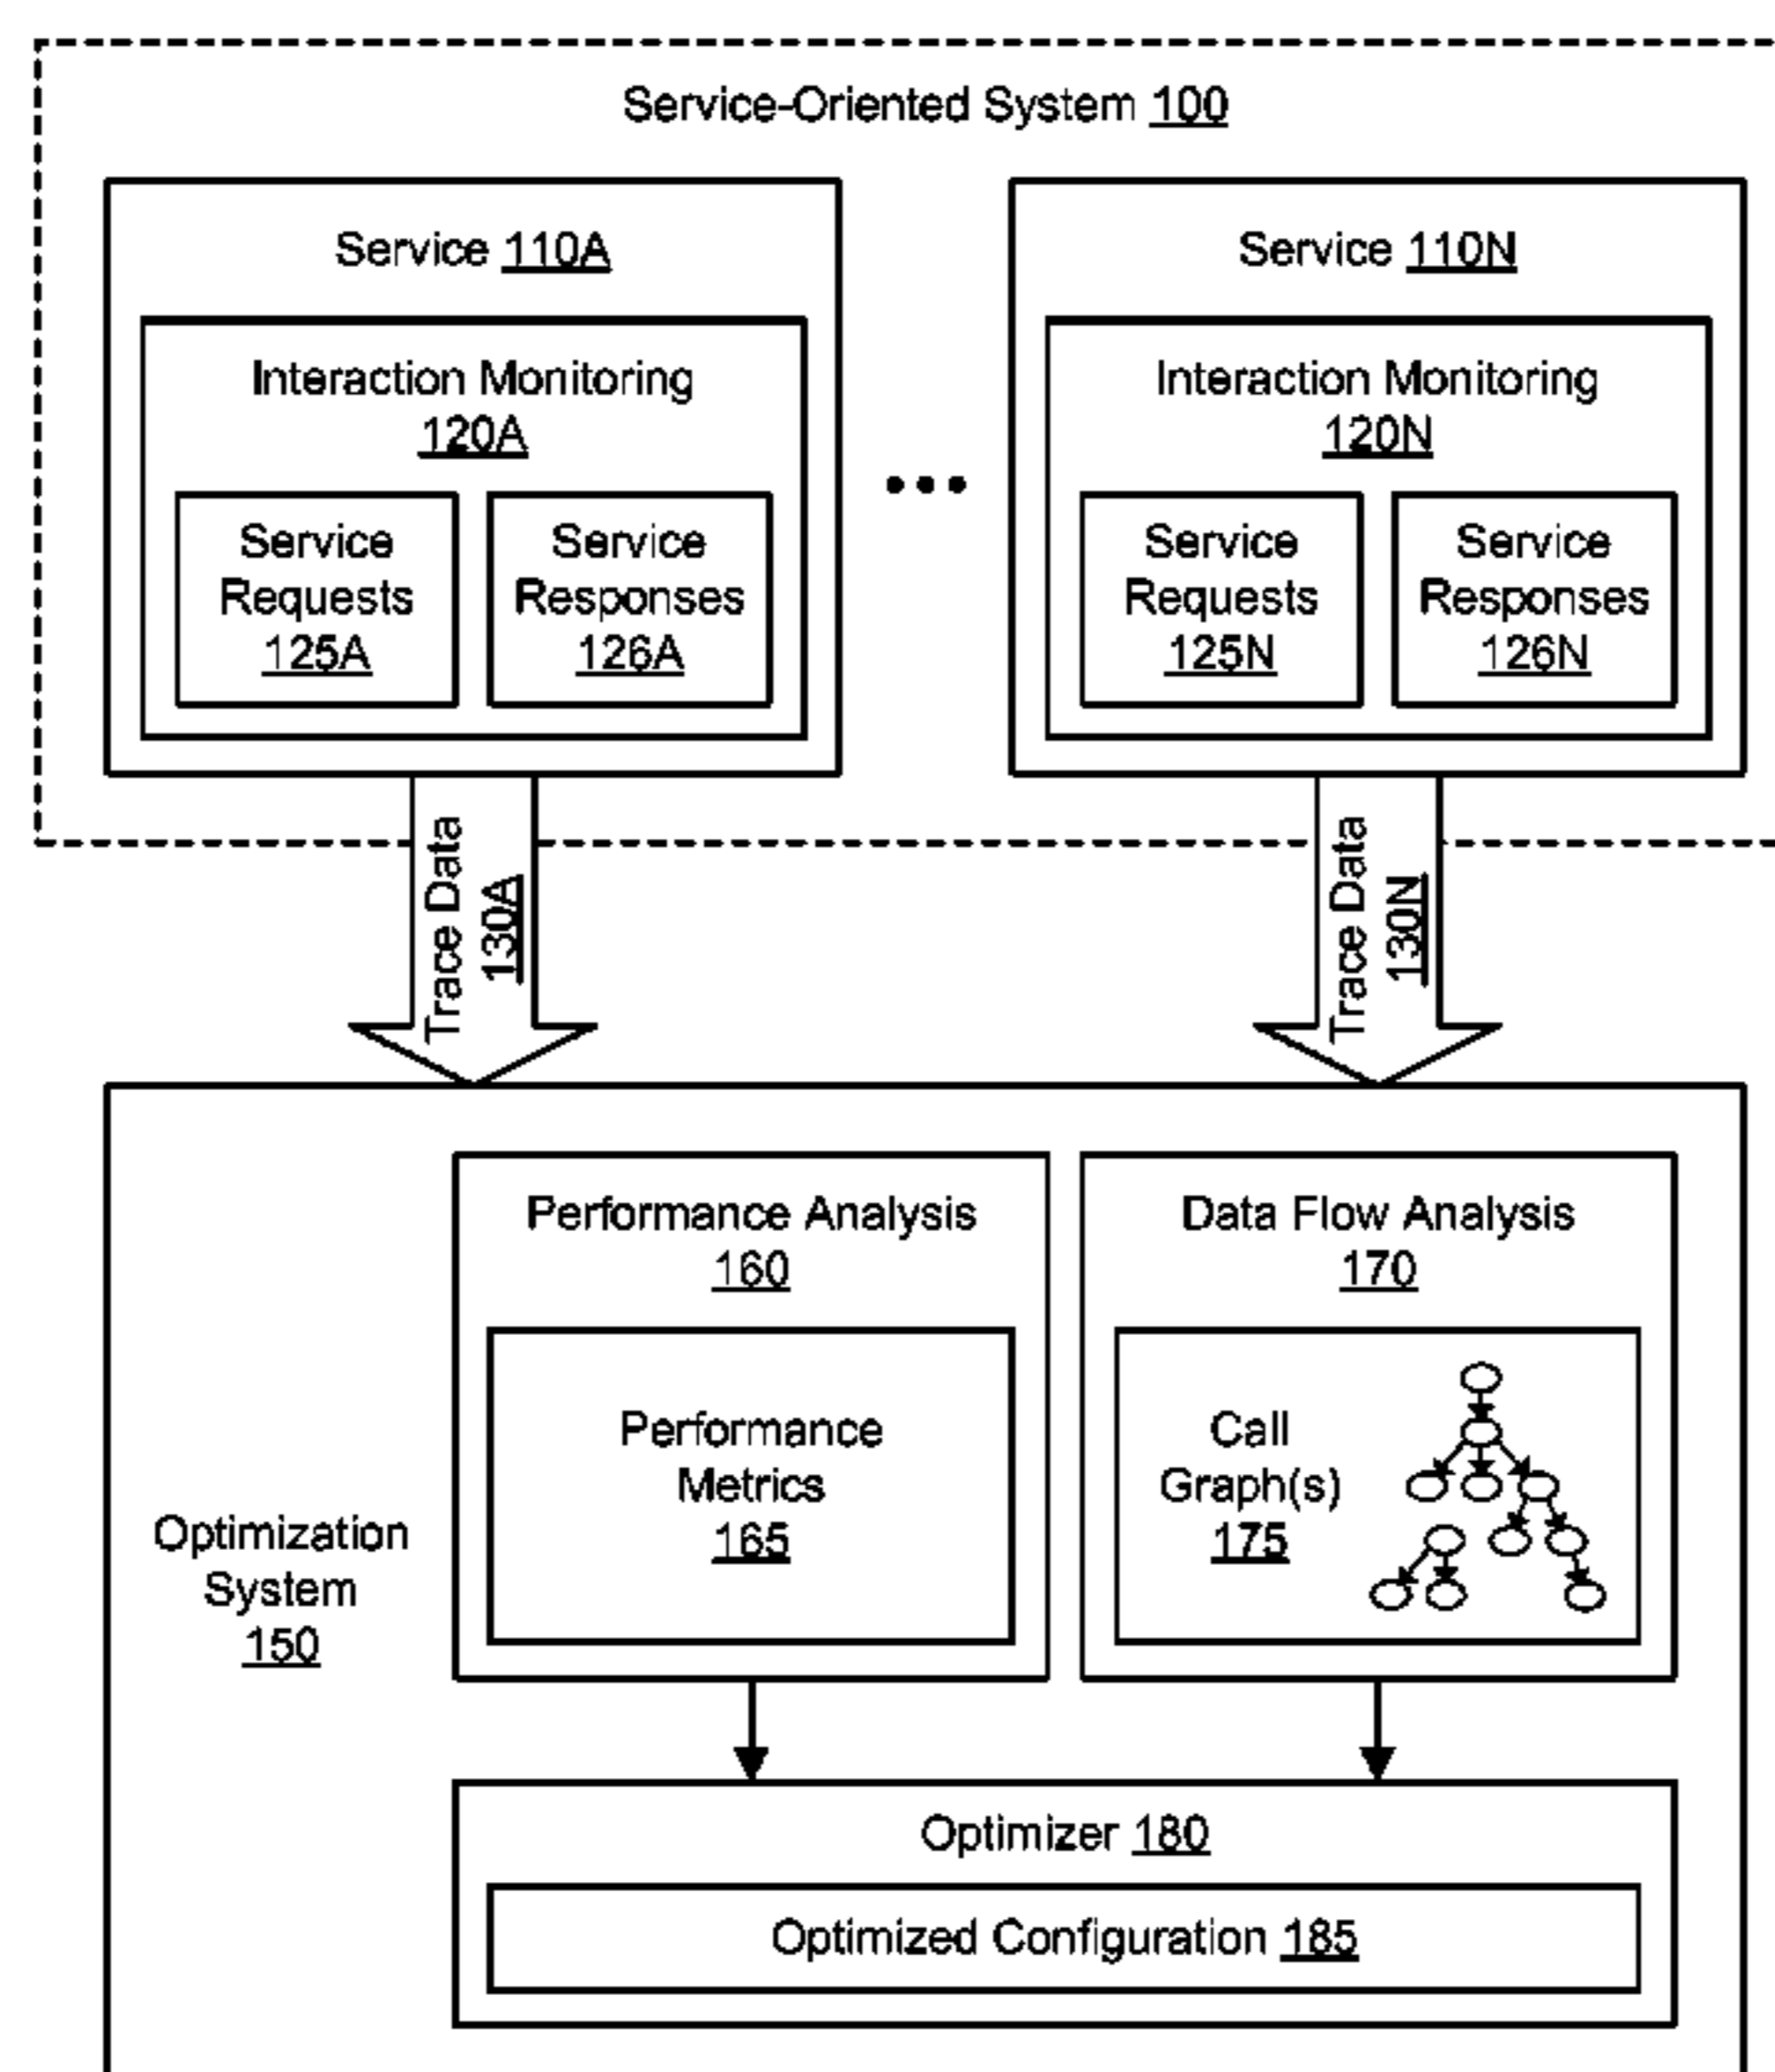 Service-Oriented System 100
Service 110A
Interaction Monitoring
120A
Service
Requests
125A
Service
Responses
126A
Service 110N
Interaction Monitoring
120N
Service
Requests
125N
Service
Responses
126N
Trace Data
130A
Trace Data
130N
Optimization
System
150
Performance Analysis
160
Performance
Metrics
165
Data Flow Analysis
170
Call
Graph(s)
175
Optimizer 180
Optimized Configuration 185